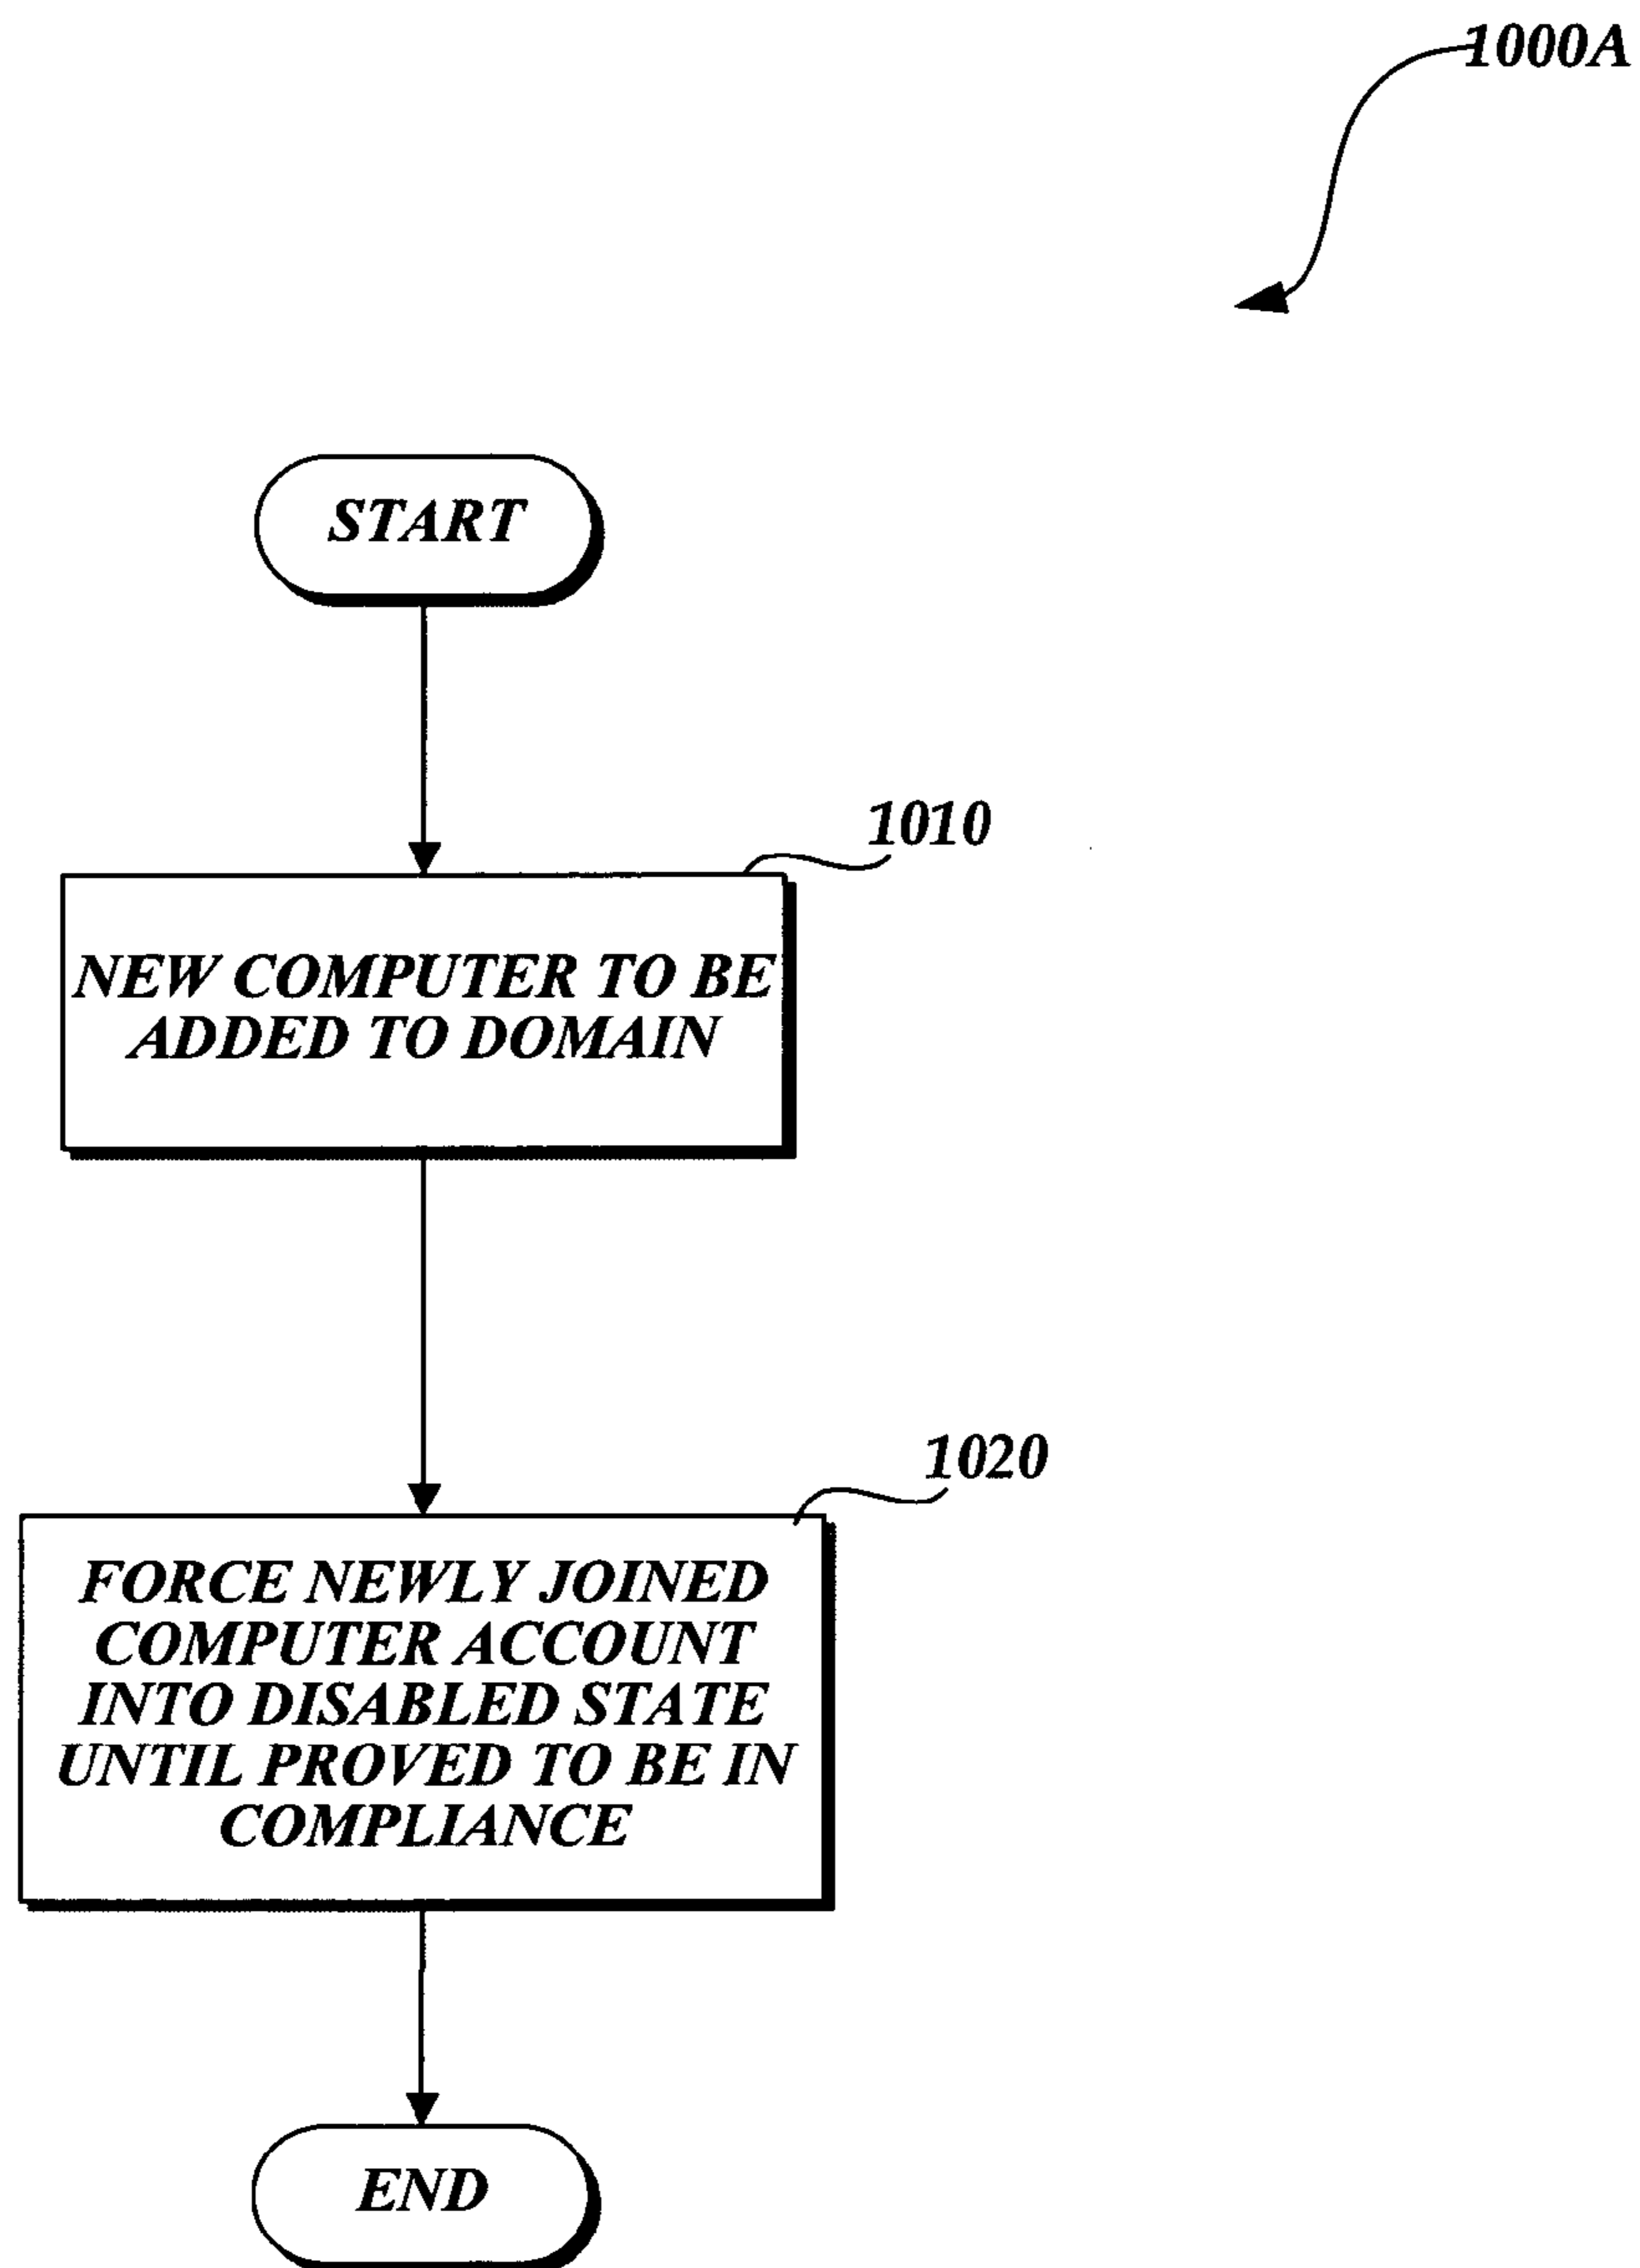 1000A
START
1010
NEW COMPUTER TO BE
ADDED TO DOMAIN
1020
FORCE NEWLY JOINED
COMPUTER ACCOUNT
INTO DISABLED STATE
UNTIL PROVED TO BE IN
COMPLIANCE
END